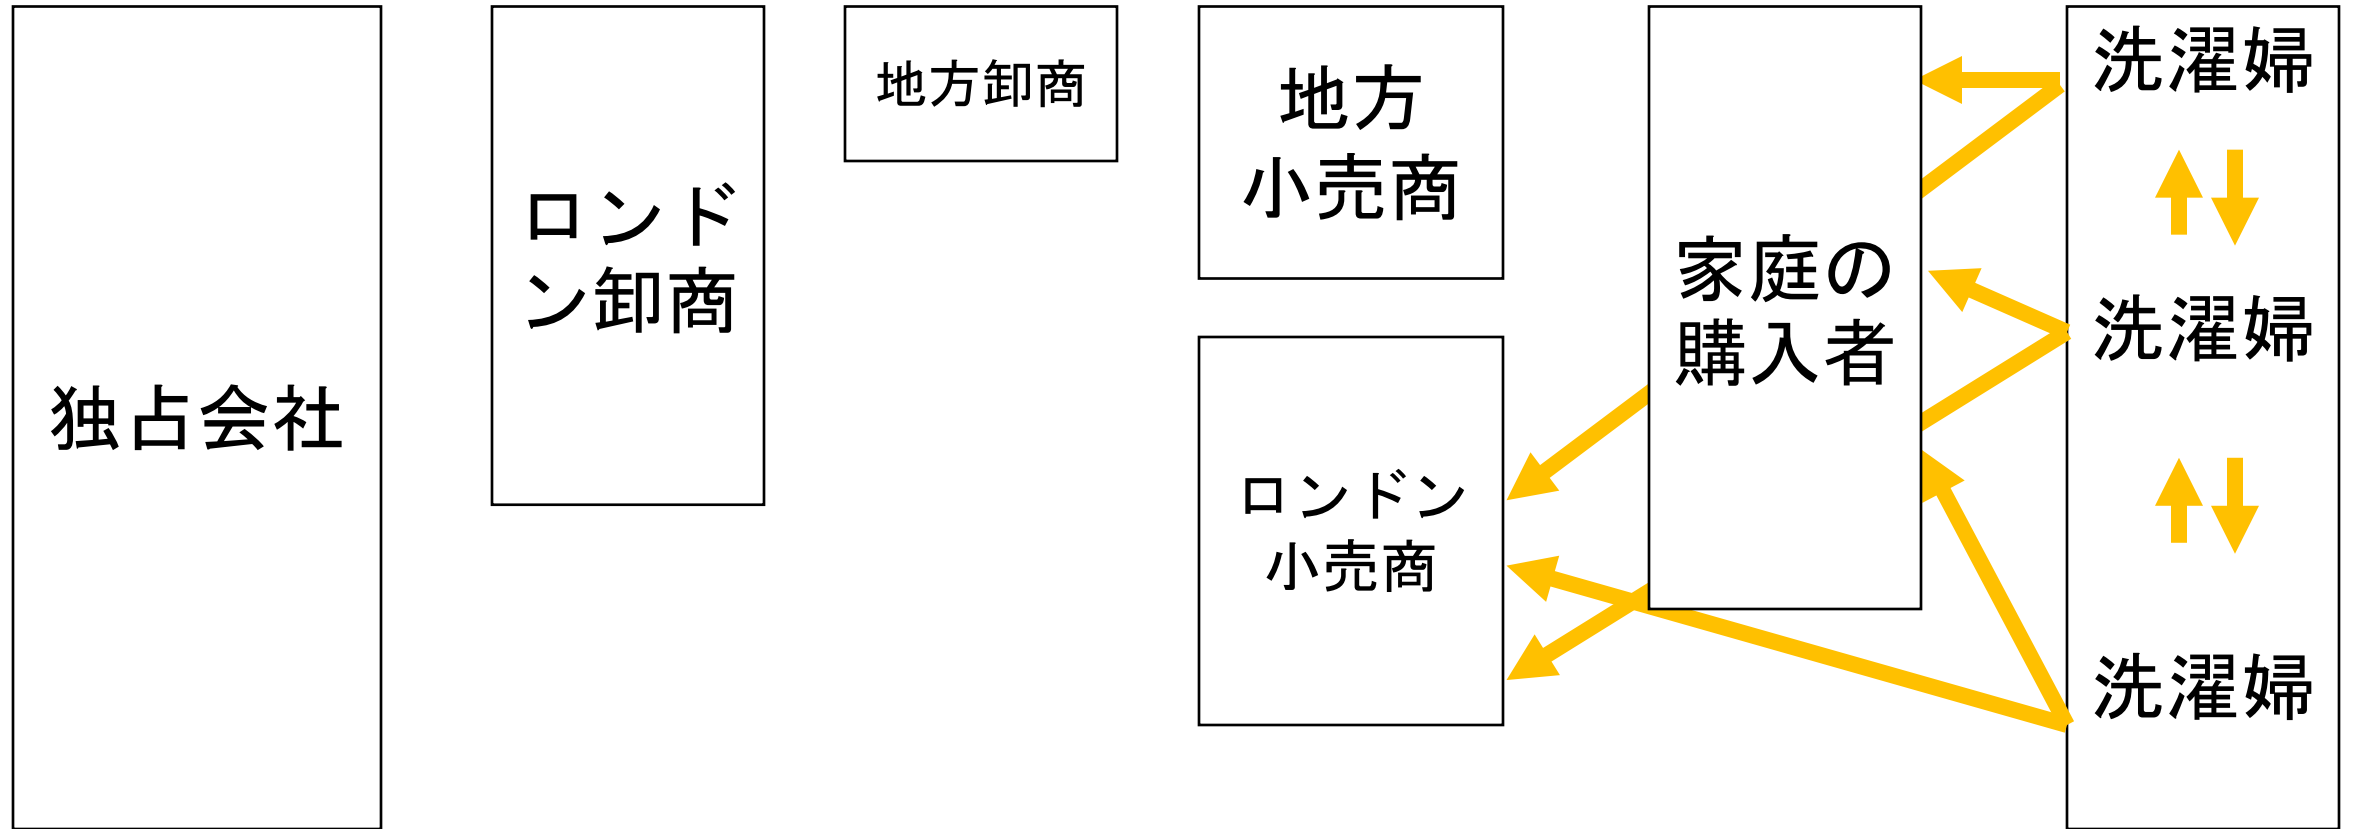 独占会社
ロンド
ン卸商
地方卸商
地方
小売商
ロンドン
小売商
家庭の
購入者
洗濯婦
洗濯婦
洗濯婦